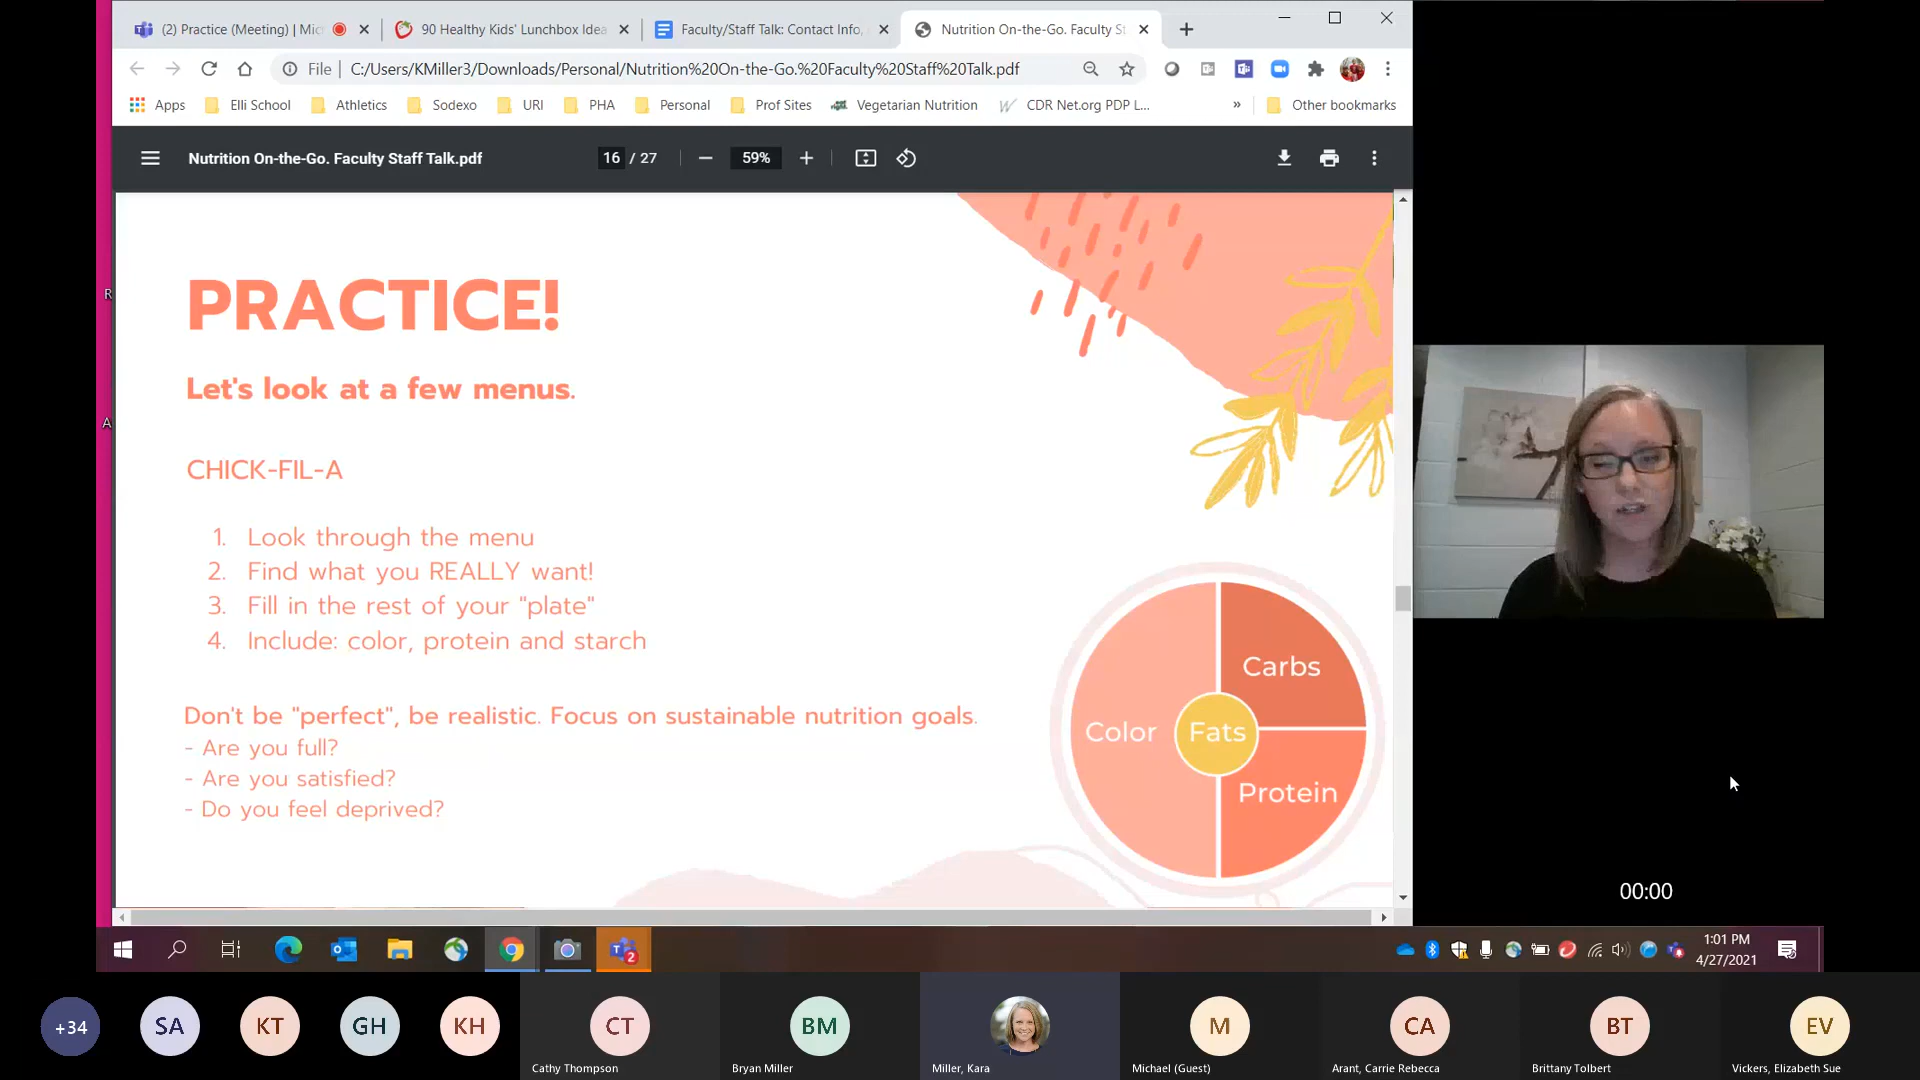 (2) Practice (Meeting) | Mic
90 Healthy Kids' Lunchbox Idea
Faculty/Staff Talk: Contact Info,
Nutrition On-the-Go. Faculty St
File | C:/Users/KMiller3/Downloads/Personal/Nutrition%20On-the-Go.%20Faculty%20Staff%20Talk.pdf
Apps Elli School Athletics Sodexo URI PHA Personal Prof Sites Vegetarian Nutrition CDR Net.org PDP L... » Other bookmarks
Nutrition On-the-Go. Faculty Staff Talk.pdf 16 / 27 59%
R
A
PRACTICE!
Let's look at a few menus.
CHICK-FIL-A
1. Look through the menu
2. Find what you REALLY want!
3. Fill in the rest of your "plate"
4. Include: color, protein and starch
Don't be "perfect", be realistic. Focus on sustainable nutrition goals.
- Are you full?
- Are you satisfied?
- Do you feel deprived?
Carbs
Color
Fats
Protein
00:00
2
1:01 PM
4/27/2021
+34
SA
KT
GH
KH
CT
BM
M
CA
BT
EV
Cathy Thompson
Bryan Miller
Miller, Kara
Michael (Guest)
Arant, Carrie Rebecca
Brittany Tolbert
Vickers, Elizabeth Sue